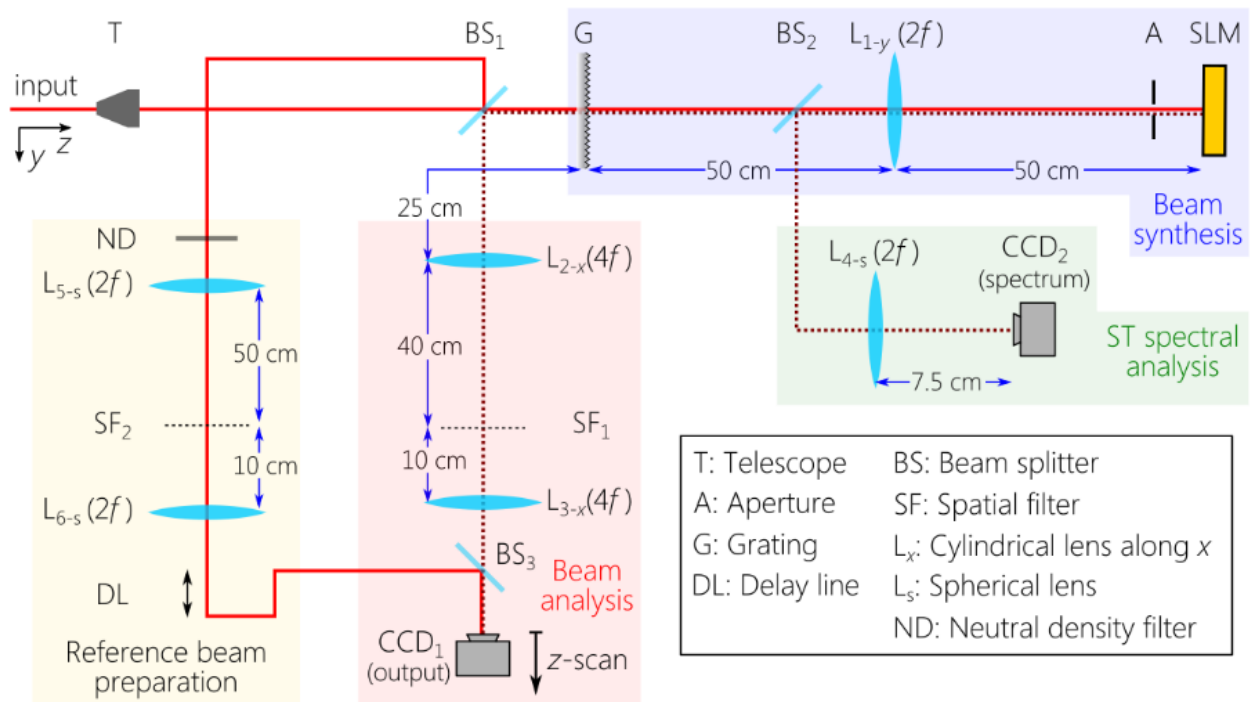 T
BS₁
G
BS₂
L₁₋y (2f)
A
SLM
input
z
y
50 cm
50 cm
Beam
synthesis
25 cm
ND
L₅₋s (2f)
L₂₋ₓ(4f)
L₄₋s (2f)
CCD₂
(spectrum)
50 cm
40 cm
ST spectral
analysis
7.5 cm
SF₂
SF₁
10 cm
10 cm
L₆₋s (2f)
L₃₋ₓ(4f)
BS₃
DL
Beam
analysis
CCD₁
(output)
z-scan
Reference beam
preparation
T: Telescope
BS: Beam splitter
A: Aperture
SF: Spatial filter
G: Grating
Lₓ: Cylindrical lens along x
DL: Delay line
Lₛ: Spherical lens
ND: Neutral density filter